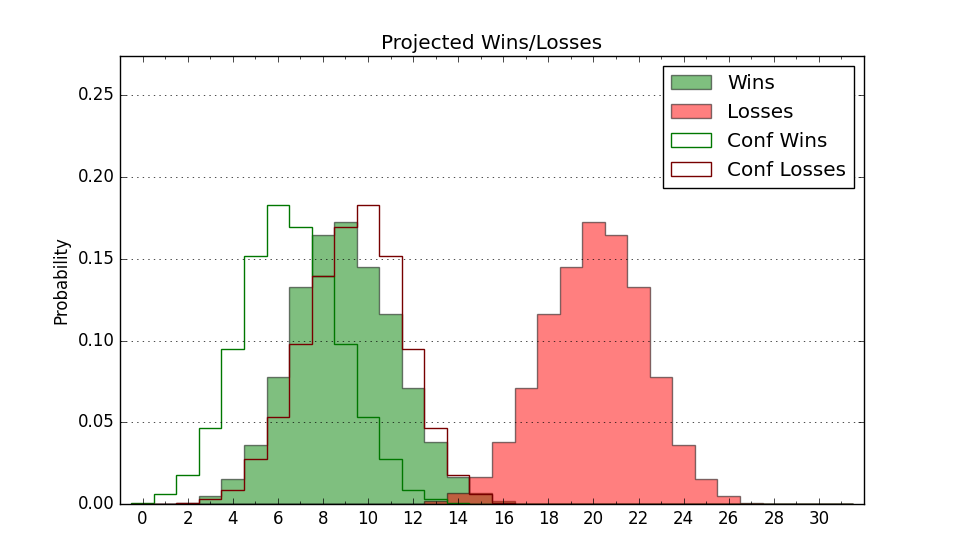 Projected Wins/Losses
Wins
Losses
Conf Wins
Conf Losses
Probability
0.25
0.20
0.15
0.10
0.05
0.00
0 2 4 6 8 10 12 14 16 18 20 22 24 26 28 30